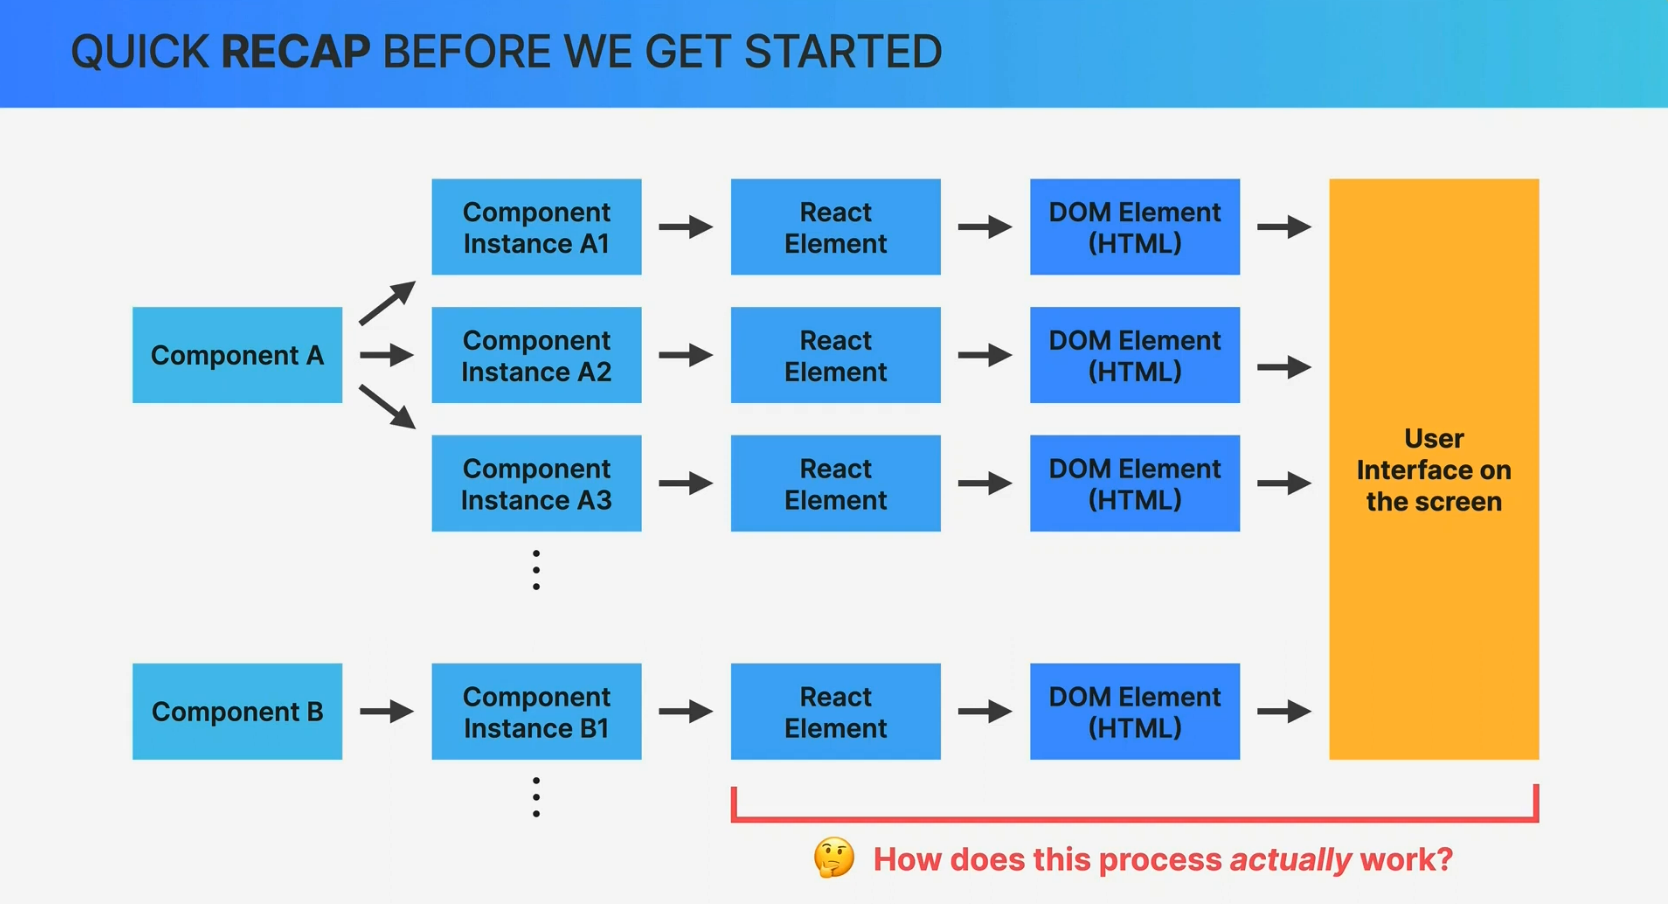 QUICK RECAP BEFORE WE GET STARTED
Component
Instance A1
React
Element
DOM Element
(HTML)
Component A
Component
Instance A2
React
Element
DOM Element
(HTML)
Component
Instance A3
React
Element
DOM Element
(HTML)
User
Interface on
the screen
Component B
Component
Instance B1
React
Element
DOM Element
(HTML)
How does this process actually work?